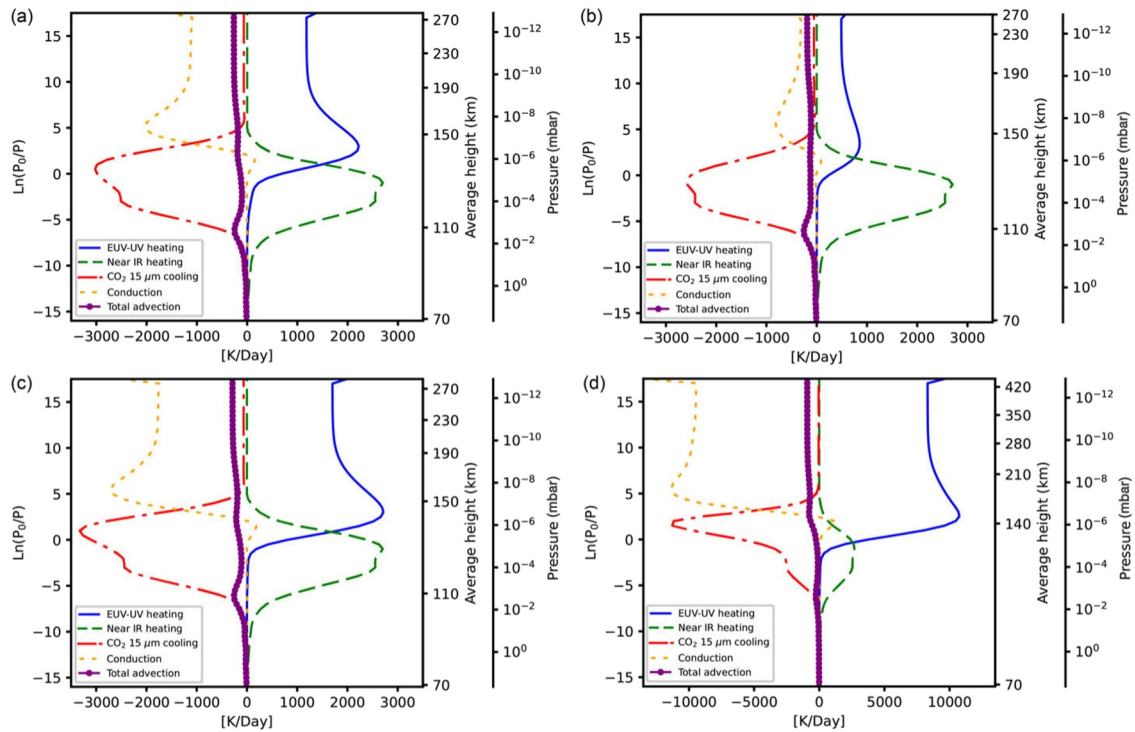 (a)
15
10
5
0
−5
−10
−15
Ln(P₀/P)
EUV-UV heating
Near IR heating
CO₂ 15 μm cooling
Conduction
Total advection
−3000 −2000 −1000 0 1000 2000 3000
[K/Day]
270
230
190
150
110
70
Average height (km)
10⁻¹²
10⁻¹⁰
10⁻⁸
10⁻⁶
10⁻⁴
10⁻²
10⁰
Pressure (mbar)
(b)
15
10
5
0
−5
−10
−15
Ln(P₀/P)
EUV-UV heating
Near IR heating
CO₂ 15 μm cooling
Conduction
Total advection
−3000 −2000 −1000 0 1000 2000 3000
[K/Day]
270
230
190
150
110
70
Average height (km)
10⁻¹²
10⁻¹⁰
10⁻⁸
10⁻⁶
10⁻⁴
10⁻²
10⁰
Pressure (mbar)
(c)
15
10
5
0
−5
−10
−15
Ln(P₀/P)
EUV-UV heating
Near IR heating
CO₂ 15 μm cooling
Conduction
Total advection
−3000 −2000 −1000 0 1000 2000 3000
[K/Day]
270
230
190
150
110
70
Average height (km)
10⁻¹²
10⁻¹⁰
10⁻⁸
10⁻⁶
10⁻⁴
10⁻²
10⁰
Pressure (mbar)
(d)
15
10
5
0
−5
−10
−15
Ln(P₀/P)
EUV-UV heating
Near IR heating
CO₂ 15 μm cooling
Conduction
Total advection
−10000 −5000 0 5000 10000
[K/Day]
420
350
280
210
140
70
Average height (km)
10⁻¹²
10⁻¹⁰
10⁻⁸
10⁻⁶
10⁻⁴
10⁻²
10⁰
Pressure (mbar)